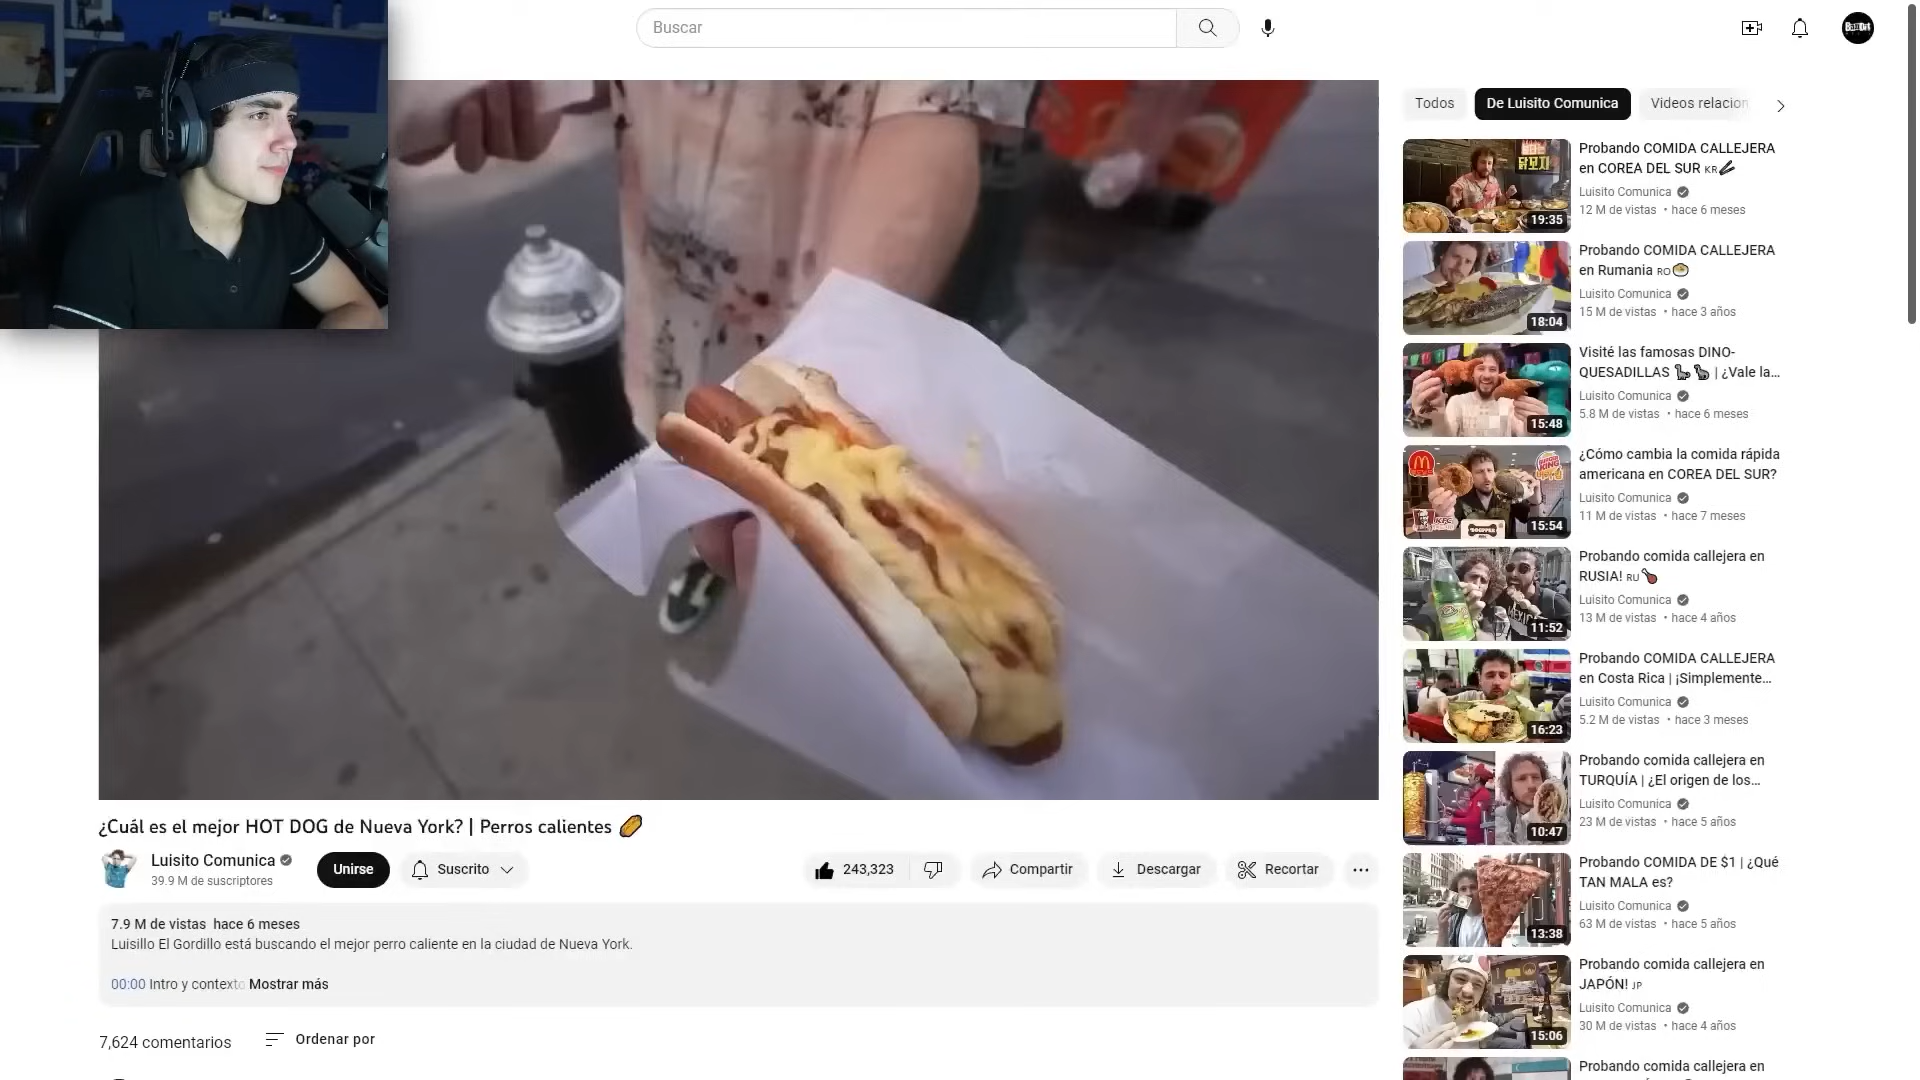 Buscar
Todos
De Luisito Comunica
Videos relacion
¿Cuál es el mejor HOT DOG de Nueva York? | Perros calientes 🌭
Luisito Comunica
39.9 M de suscriptores
Unirse
Suscrito
243,323
Compartir
Descargar
Recortar
7.9 M de vistas hace 6 meses
Luisillo El Gordillo está buscando el mejor perro caliente en la ciudad de Nueva York.
00:00 Intro y contexto Mostrar más
7,624 comentarios
Ordenar por
Probando COMIDA CALLEJERA
en COREA DEL SUR KR🥢
Luisito Comunica
12 M de vistas • hace 6 meses
19:35
Probando COMIDA CALLEJERA
en Rumania RO🍲
Luisito Comunica
15 M de vistas • hace 3 años
18:04
Visité las famosas DINO-
QUESADILLAS 🦕🦕 | ¿Vale la...
Luisito Comunica
5.8 M de vistas • hace 6 meses
15:48
¿Cómo cambia la comida rápida
americana en COREA DEL SUR?
Luisito Comunica
11 M de vistas • hace 7 meses
BURGER
KING
KFC
15:54
Probando comida callejera en
RUSIA! RU🍗
Luisito Comunica
13 M de vistas • hace 4 años
11:52
Probando COMIDA CALLEJERA
en Costa Rica | ¡Simplemente...
Luisito Comunica
5.2 M de vistas • hace 3 meses
16:23
Probando comida callejera en
TURQUÍA | ¿El origen de los...
Luisito Comunica
23 M de vistas • hace 5 años
10:47
Probando COMIDA DE $1 | ¿Qué
TAN MALA es?
Luisito Comunica
63 M de vistas • hace 5 años
13:38
Probando comida callejera en
JAPÓN! JP
Luisito Comunica
30 M de vistas • hace 4 años
15:06
Probando comida callejera en